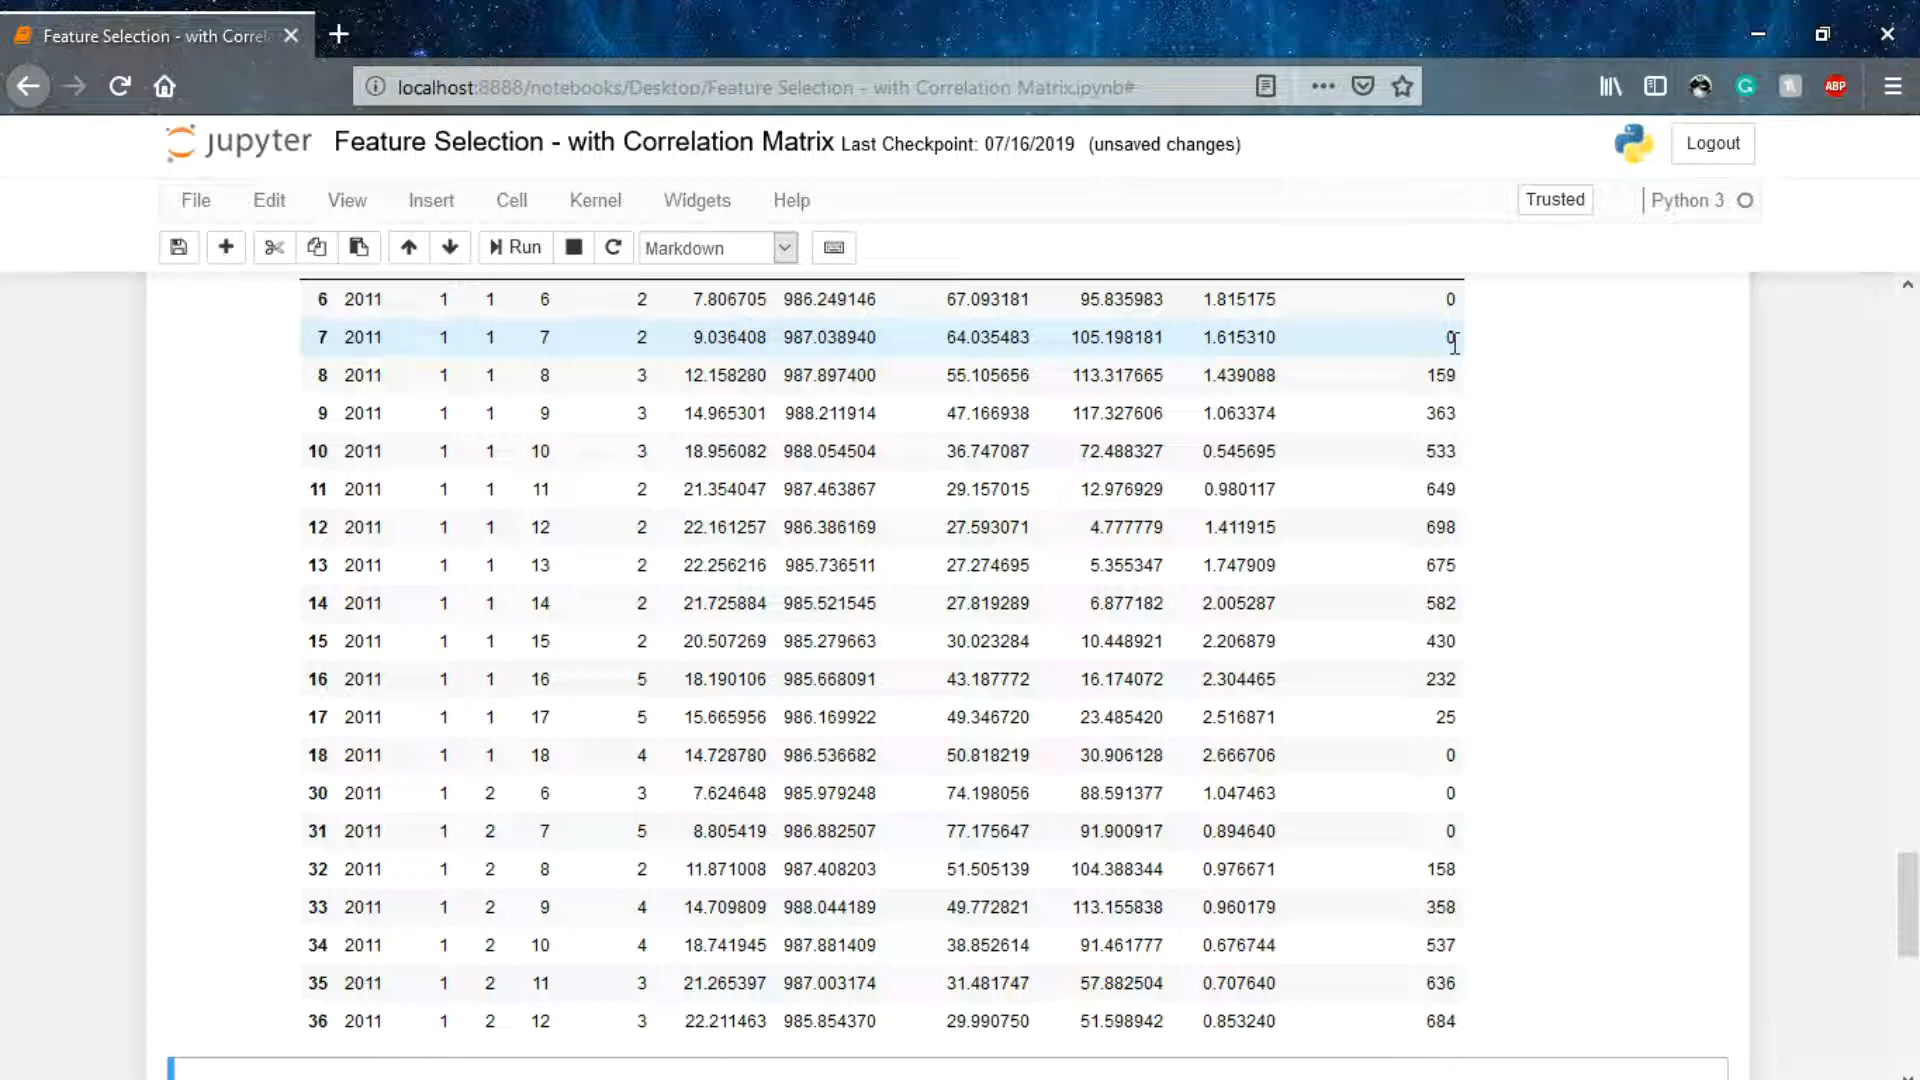 Feature Selection - with Correla
localhost:8888/notebooks/Desktop/Feature Selection - with Correlation Matrix.ipynb#
ABP
jupyter Feature Selection - with Correlation Matrix Last Checkpoint: 07/16/2019 (unsaved changes)
Logout
File Edit View Insert Cell Kernel Widgets Help
Trusted
Python 3
Run
Markdown
6 2011 1 1 6 2 7.806705 986.249146 67.093181 95.835983 1.815175 0
7 2011 1 1 7 2 9.036408 987.038940 64.035483 105.198181 1.615310 0
8 2011 1 1 8 3 12.158280 987.897400 55.105656 113.317665 1.439088 159
9 2011 1 1 9 3 14.965301 988.211914 47.166938 117.327606 1.063374 363
10 2011 1 1 10 3 18.956082 988.054504 36.747087 72.488327 0.545695 533
11 2011 1 1 11 2 21.354047 987.463867 29.157015 12.976929 0.980117 649
12 2011 1 1 12 2 22.161257 986.386169 27.593071 4.777779 1.411915 698
13 2011 1 1 13 2 22.256216 985.736511 27.274695 5.355347 1.747909 675
14 2011 1 1 14 2 21.725884 985.521545 27.819289 6.877182 2.005287 582
15 2011 1 1 15 2 20.507269 985.279663 30.023284 10.448921 2.206879 430
16 2011 1 1 16 5 18.190106 985.668091 43.187772 16.174072 2.304465 232
17 2011 1 1 17 5 15.665956 986.169922 49.346720 23.485420 2.516871 25
18 2011 1 1 18 4 14.728780 986.536682 50.818219 30.906128 2.666706 0
30 2011 1 2 6 3 7.624648 985.979248 74.198056 88.591377 1.047463 0
31 2011 1 2 7 5 8.805419 986.882507 77.175647 91.900917 0.894640 0
32 2011 1 2 8 2 11.871008 987.408203 51.505139 104.388344 0.976671 158
33 2011 1 2 9 4 14.709809 988.044189 49.772821 113.155838 0.960179 358
34 2011 1 2 10 4 18.741945 987.881409 38.852614 91.461777 0.676744 537
35 2011 1 2 11 3 21.265397 987.003174 31.481747 57.882504 0.707640 636
36 2011 1 2 12 3 22.211463 985.854370 29.990750 51.598942 0.853240 684